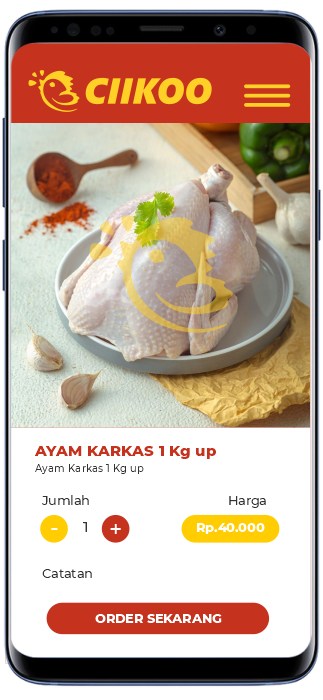 CIIKOO
AYAM KARKAS 1 Kg up
Ayam Karkas 1 Kg up
Jumlah Harga
- 1 + Rp.40.000
Catatan
ORDER SEKARANG